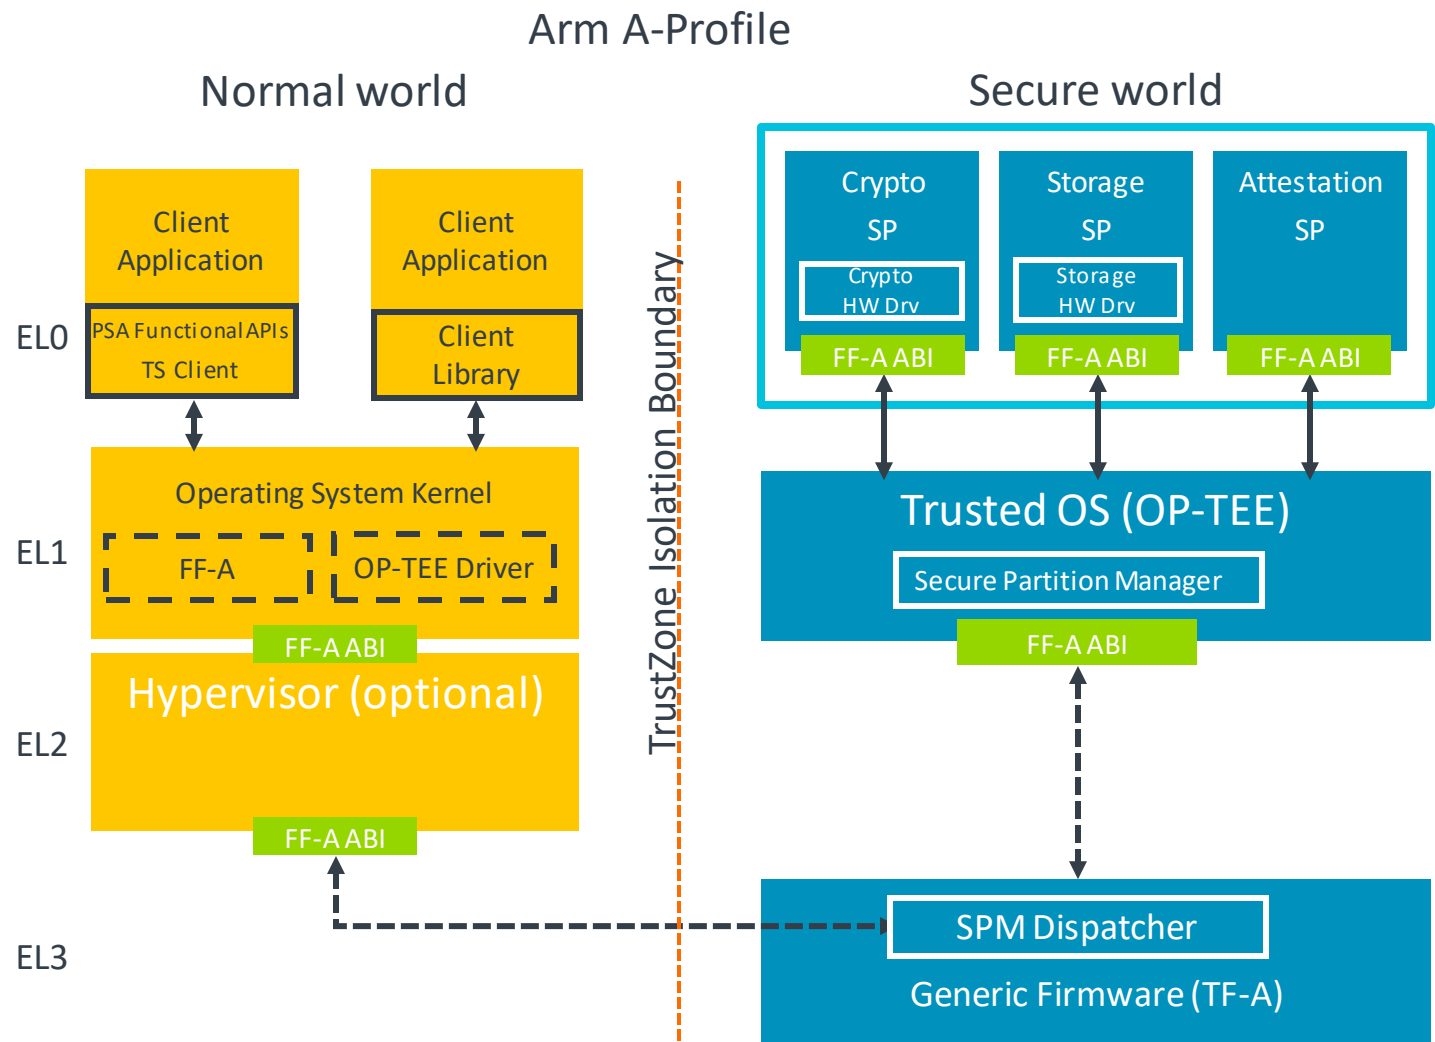 Arm A-Profile
Normal world
Secure world
Client
Application
PSA Functional APIs
TS Client
Client
Application
Client
Library
EL0
Crypto
SP
Crypto
HW Drv
FF-A ABI
Storage
SP
Storage
HW Drv
FF-A ABI
Attestation
SP
FF-A ABI
TrustZone Isolation Boundary
Operating System Kernel
EL1
FF-A
OP-TEE Driver
FF-A ABI
Trusted OS (OP-TEE)
Secure Partition Manager
FF-A ABI
Hypervisor (optional)
EL2
FF-A ABI
SPM Dispatcher
EL3
Generic Firmware (TF-A)